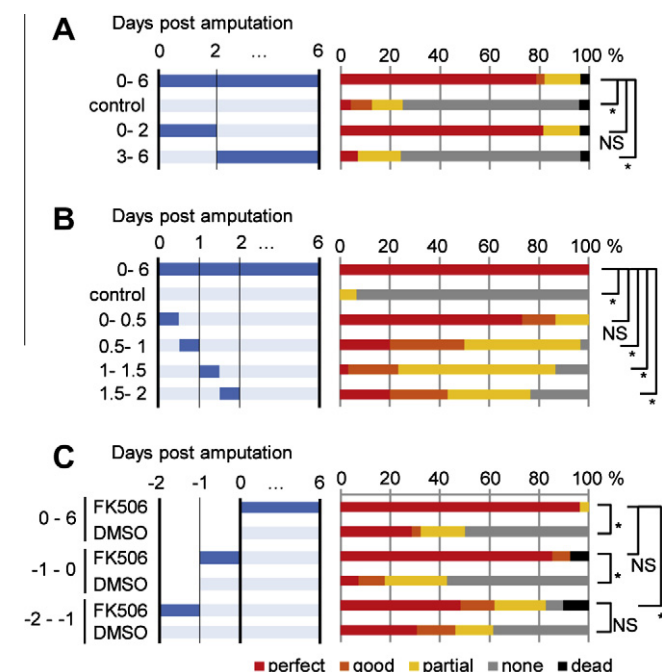 A
Days post amputation
0 2 ... 6 0 20 40 60 80 100 %
0- 6
control *
0- 2 NS
3- 6 *
B
Days post amputation
0 1 2 ... 6 0 20 40 60 80 100 %
0- 6
control *
0- 0.5 NS
0.5- 1 *
1- 1.5 *
1.5- 2 *
C
Days post amputation
-2 -1 0 ... 6 0 20 40 60 80 100 %
0 - 6 FK506 *
DMSO
-1 - 0 FK506 * NS
DMSO
-2 - -1 FK506 NS *
DMSO
perfect good partial none dead